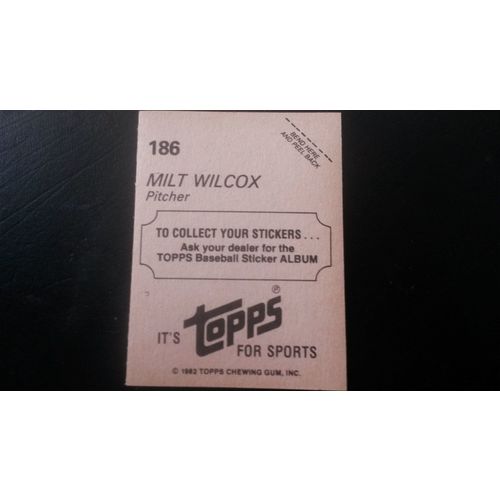 BEND HERE
AND PEEL BACK
186
MILT WILCOX
Pitcher
TO COLLECT YOUR STICKERS...
Ask your dealer for the
TOPPS Baseball Sticker ALBUM
IT'S topps® FOR SPORTS
© 1982 TOPPS CHEWING GUM, INC.